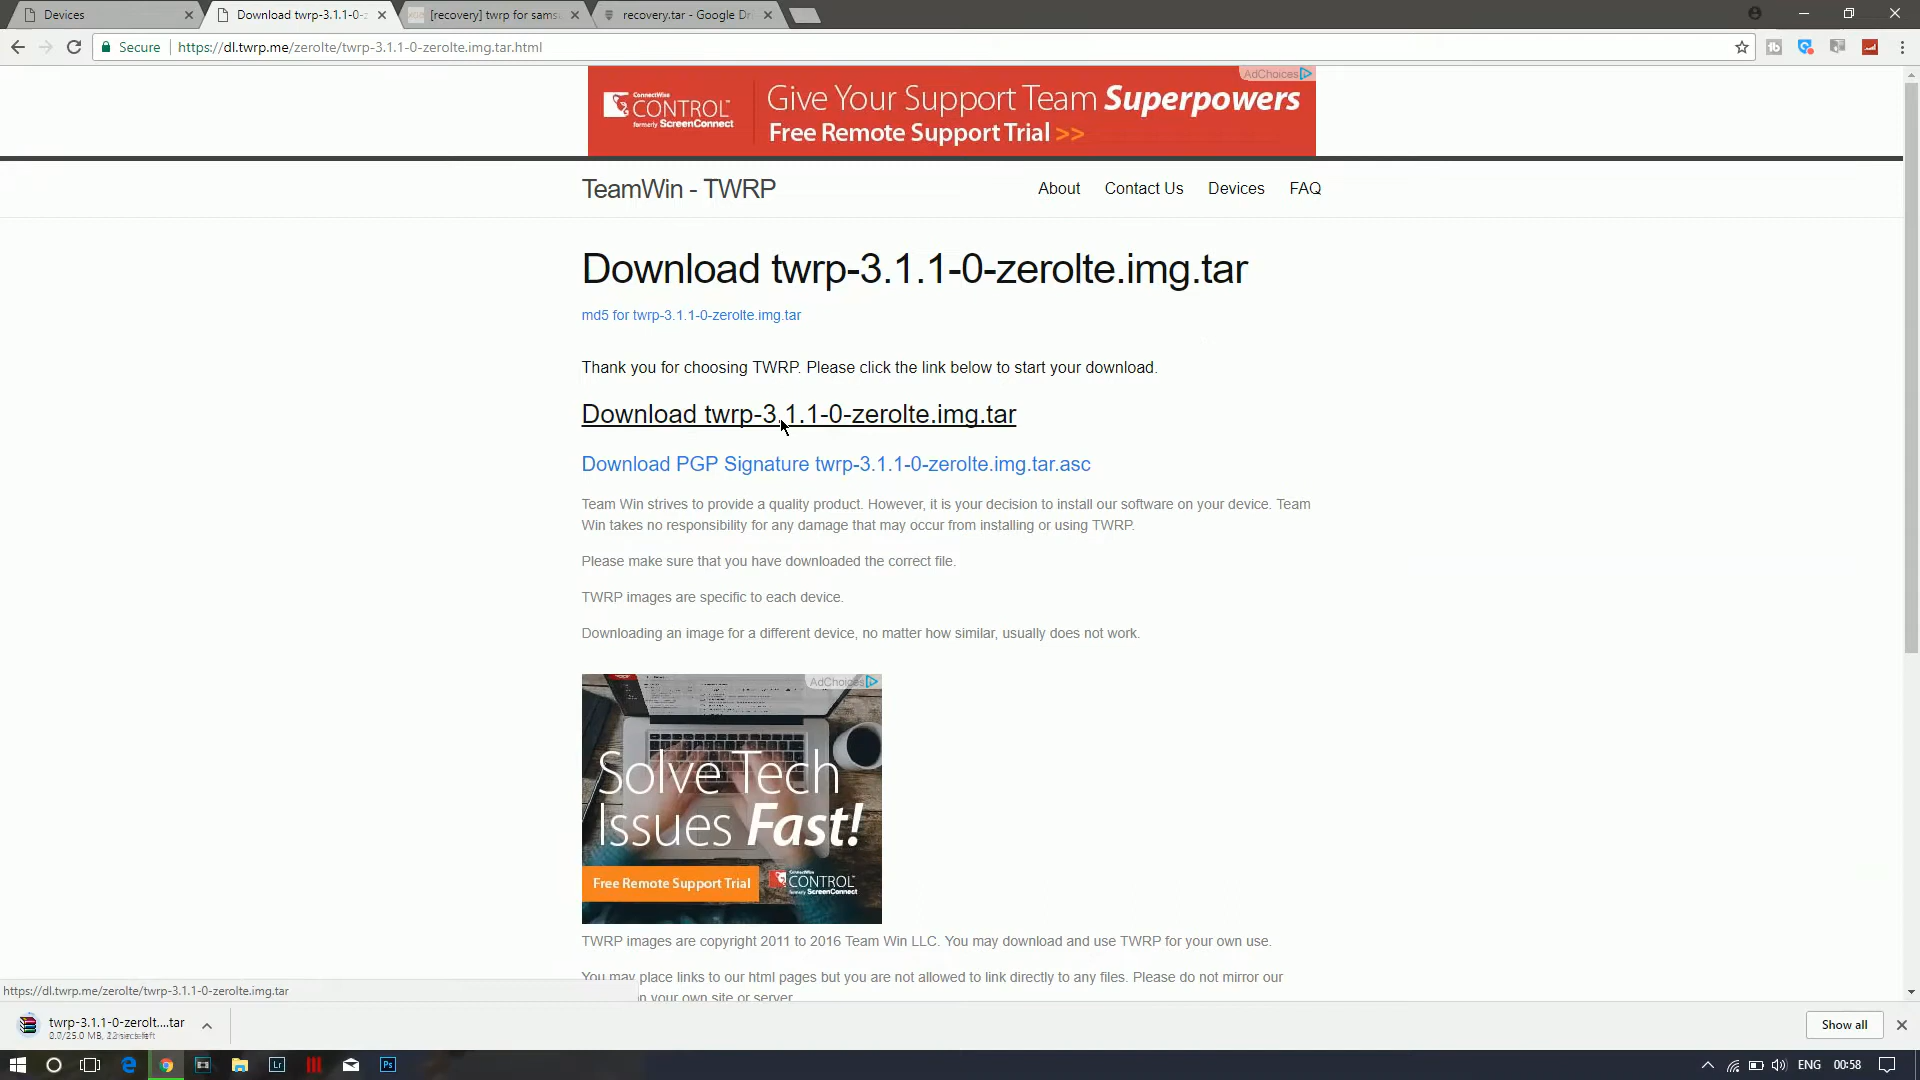 Devices
Download twrp-3.1.1-0-z
[recovery] twrp for samsu
recovery.tar - Google Dri
Secure
https://dl.twrp.me/zerolte/twrp-3.1.1-0-zerolte.img.tar.html
AdChoices
ConnectWise
CONTROL
formerly ScreenConnect
Give Your Support Team Superpowers
Free Remote Support Trial >>
TeamWin - TWRP
About
Contact Us
Devices
FAQ
Download twrp-3.1.1-0-zerolte.img.tar
md5 for twrp-3.1.1-0-zerolte.img.tar
Thank you for choosing TWRP. Please click the link below to start your download.
Download twrp-3.1.1-0-zerolte.img.tar
Download PGP Signature twrp-3.1.1-0-zerolte.img.tar.asc
Team Win strives to provide a quality product. However, it is your decision to install our software on your device. Team
Win takes no responsibility for any damage that may occur from installing or using TWRP.
Please make sure that you have downloaded the correct file.
TWRP images are specific to each device.
Downloading an image for a different device, no matter how similar, usually does not work.
AdChoices
Solve Tech
Issues Fast!
Free Remote Support Trial
ConnectWise
CONTROL
formerly ScreenConnect
TWRP images are copyright 2011 to 2016 Team Win LLC. You may download and use TWRP for your own use.
You may place links to our html pages but you are not allowed to link directly to any files. Please do not mirror our
n your own site or server.
https://dl.twrp.me/zerolte/twrp-3.1.1-0-zerolte.img.tar
twrp-3.1.1-0-zerolt....tar
/25.0 MB,
Show all
Lr
Ps
ENG
00:58